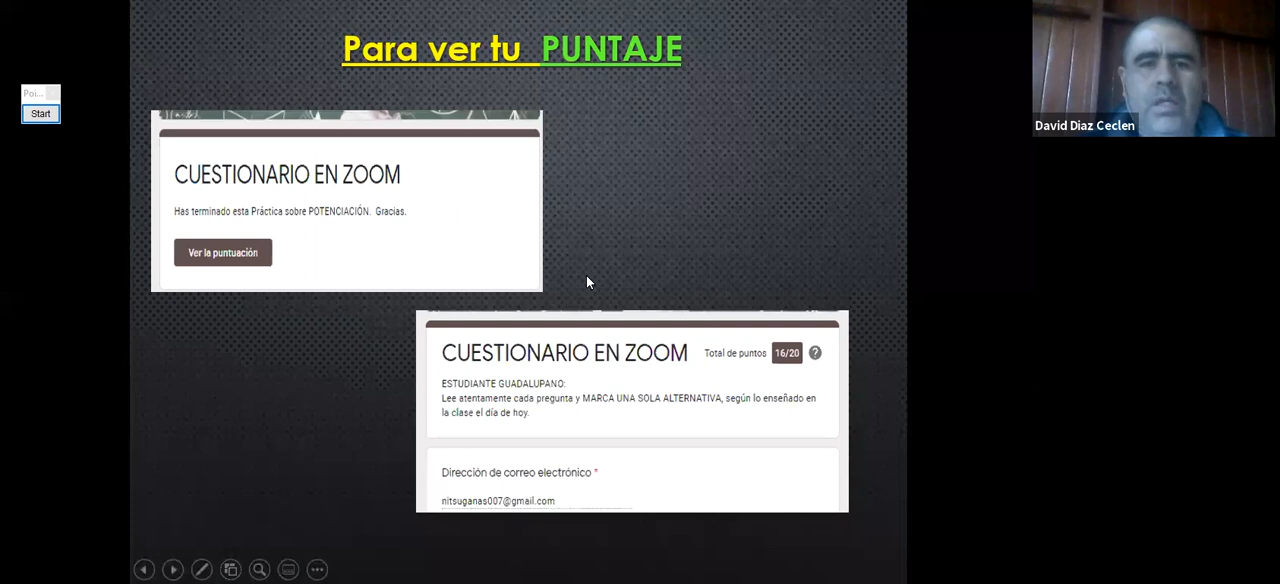 Para ver tu PUNTAJE
Poi...
Start
CUESTIONARIO EN ZOOM
Has terminado esta Práctica sobre POTENCIACIÓN. Gracias.
Ver la puntuación
David Diaz Ceclen
CUESTIONARIO EN ZOOM
Total de puntos 16/20 ?
ESTUDIANTE GUADALUPANO:
Lee atentamente cada pregunta y MARCA UNA SOLA ALTERNATIVA, según lo enseñado en
la clase el día de hoy.
Dirección de correo electrónico *
nitsuganas007@gmail.com